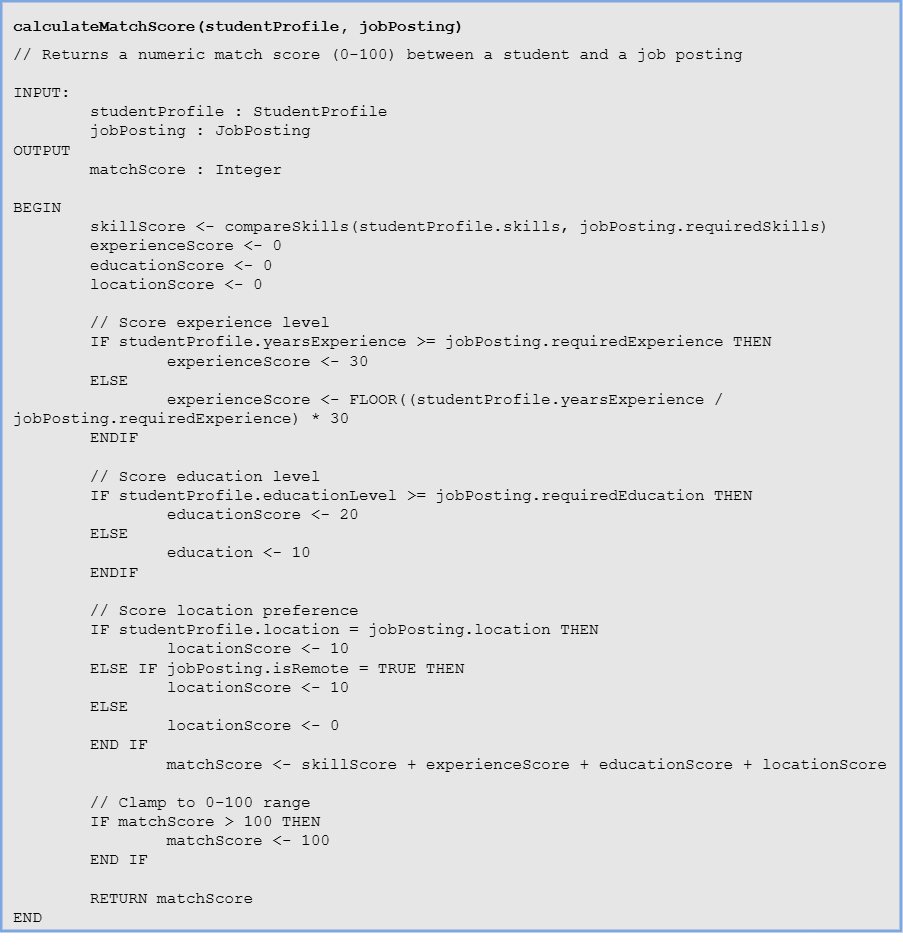 calculateMatchScore(studentProfile, jobPosting)
// Returns a numeric match score (0-100) between a student and a job posting
INPUT:
studentProfile : StudentProfile
jobPosting : JobPosting
OUTPUT
matchScore : Integer
BEGIN
skillScore <- compareSkills(studentProfile.skills, jobPosting.requiredSkills)
experienceScore <- 0
educationScore <- 0
locationScore <- 0
// Score experience level
IF studentProfile.yearsExperience >= jobPosting.requiredExperience THEN
experienceScore <- 30
ELSE
experienceScore <- FLOOR((studentProfile.yearsExperience /
jobPosting.requiredExperience) * 30
ENDIF
// Score education level
IF studentProfile.educationLevel >= jobPosting.requiredEducation THEN
educationScore <- 20
ELSE
education <- 10
ENDIF
// Score location preference
IF studentProfile.location = jobPosting.location THEN
locationScore <- 10
ELSE IF jobPosting.isRemote = TRUE THEN
locationScore <- 10
ELSE
locationScore <- 0
END IF
matchScore <- skillScore + experienceScore + educationScore + locationScore
// Clamp to 0-100 range
IF matchScore > 100 THEN
matchScore <- 100
END IF
RETURN matchScore
END